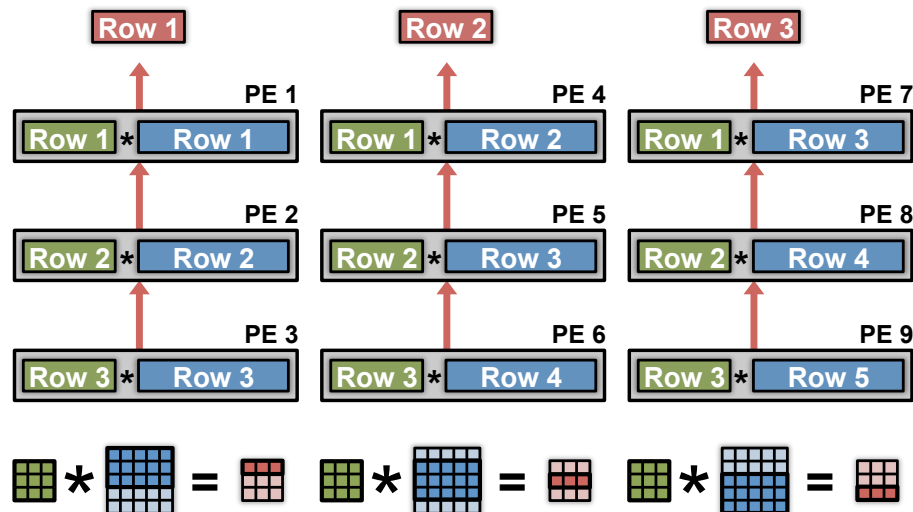 Row 1 Row 2 Row 3
PE 1 PE 4 PE 7
Row 1 * Row 1 Row 1 * Row 2 Row 1 * Row 3
PE 2 PE 5 PE 8
Row 2 * Row 2 Row 2 * Row 3 Row 2 * Row 4
PE 3 PE 6 PE 9
Row 3 * Row 3 Row 3 * Row 4 Row 3 * Row 5
* = * = * =